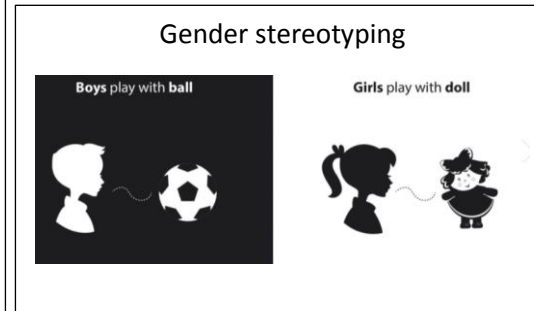 Gender stereotyping
Boys play with ball
Girls play with doll